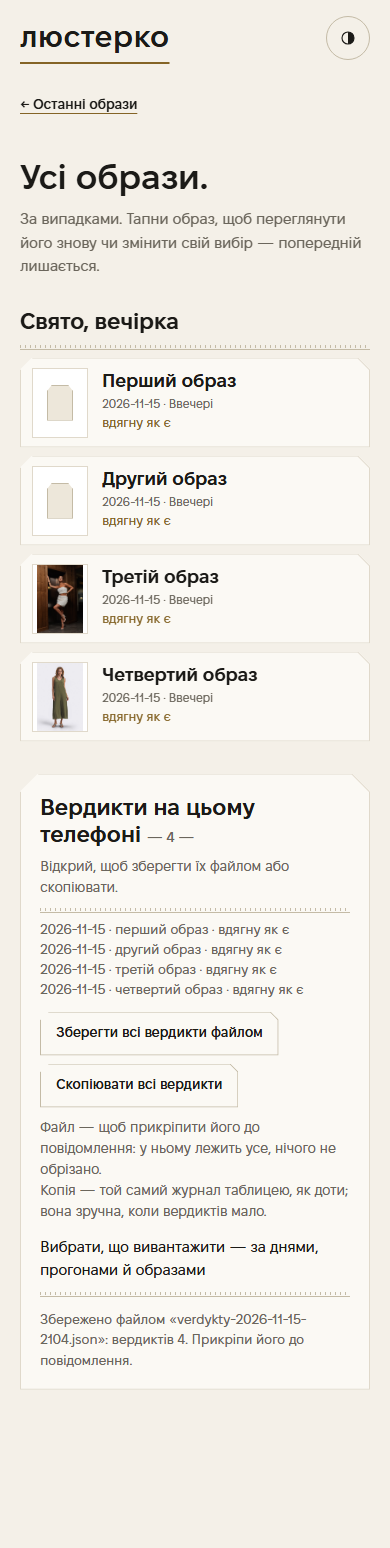 люстерко
← Останні образи
Усі образи.
За випадками. Тапни образ, щоб переглянути
його знову чи змінити свій вибір — попередній
лишається.
Свято, вечірка
Перший образ
2026-11-15 · Ввечері
вдягну як є
Другий образ
2026-11-15 · Ввечері
вдягну як є
Третій образ
2026-11-15 · Ввечері
вдягну як є
Четвертий образ
2026-11-15 · Ввечері
вдягну як є
Вердикти на цьому
телефоні — 4 —
Відкрий, щоб зберегти їх файлом або
скопіювати.
2026-11-15 · перший образ · вдягну як є
2026-11-15 · другий образ · вдягну як є
2026-11-15 · третій образ · вдягну як є
2026-11-15 · четвертий образ · вдягну як є
Зберегти всі вердикти файлом
Скопіювати всі вердикти
Файл — щоб прикріпити його до
повідомлення: у ньому лежить усе, нічого не
обрізано.
Копія — той самий журнал таблицею, як доти;
вона зручна, коли вердиктів мало.
Вибрати, що вивантажити — за днями,
прогонами й образами
Збережено файлом «verdykty-2026-11-15-
2104.json»: вердиктів 4. Прикріпи його до
повідомлення.